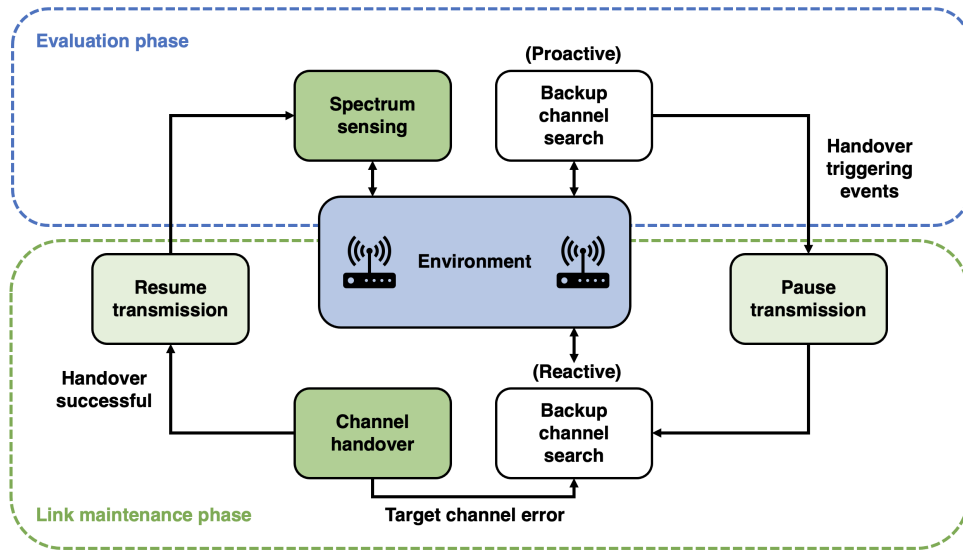 Evaluation phase
(Proactive)
Spectrum
sensing
Backup
channel
search
Handover
triggering
events
Environment
Resume
transmission
Pause
transmission
(Reactive)
Handover
successful
Channel
handover
Backup
channel
search
Target channel error
Link maintenance phase